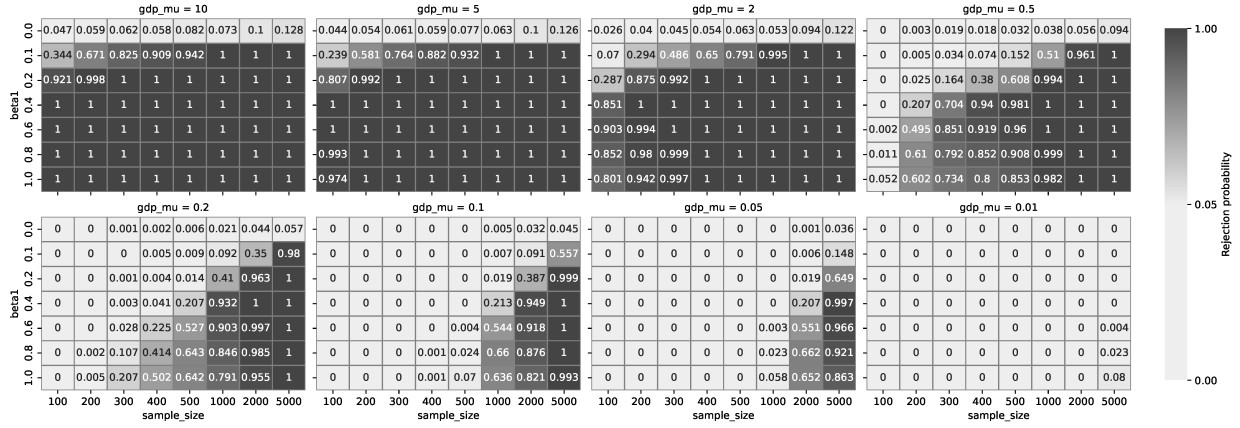 gdp_mu = 10 gdp_mu = 5 gdp_mu = 2 gdp_mu = 0.5
0.0 0.047 0.059 0.062 0.058 0.082 0.073 0.1 0.128 0.044 0.054 0.061 0.059 0.077 0.063 0.1 0.126 0.026 0.04 0.045 0.054 0.063 0.053 0.094 0.122 0 0.003 0.019 0.018 0.032 0.038 0.056 0.094 1.00
0.1 0.344 0.671 0.825 0.909 0.942 1 1 1 0.239 0.581 0.764 0.882 0.932 1 1 1 0.07 0.294 0.486 0.65 0.791 0.995 1 1 0 0.005 0.034 0.074 0.152 0.51 0.961 1
0.2 0.921 0.998 1 1 1 1 1 1 0.807 0.992 1 1 1 1 1 1 0.287 0.875 0.992 1 1 1 1 1 0 0.025 0.164 0.38 0.608 0.994 1 1
beta1 0.4 1 1 1 1 1 1 1 1 1 1 1 1 1 1 1 1 0.851 1 1 1 1 1 1 1 0 0.207 0.704 0.94 0.981 1 1 1
0.6 1 1 1 1 1 1 1 1 1 1 1 1 1 1 1 1 0.903 0.994 1 1 1 1 1 1 0.002 0.495 0.851 0.919 0.96 1 1 1
0.8 1 1 1 1 1 1 1 1 0.993 1 1 1 1 1 1 1 0.852 0.98 0.999 1 1 1 1 1 0.011 0.61 0.792 0.852 0.908 0.999 1 1
1.0 1 1 1 1 1 1 1 1 0.974 1 1 1 1 1 1 1 0.801 0.942 0.997 1 1 1 1 1 0.052 0.602 0.734 0.8 0.853 0.982 1 1
gdp_mu = 0.2 gdp_mu = 0.1 gdp_mu = 0.05 gdp_mu = 0.01
0.05
Rejection probability
0.0 0 0 0.001 0.002 0.006 0.021 0.044 0.057 0 0 0 0 0 0.005 0.032 0.045 0 0 0 0 0 0 0.001 0.036 0 0 0 0 0 0 0 0
0.1 0 0 0 0.005 0.009 0.092 0.35 0.98 0 0 0 0 0 0.007 0.091 0.557 0 0 0 0 0 0 0.006 0.148 0 0 0 0 0 0 0 0
0.2 0 0 0.001 0.004 0.014 0.41 0.963 1 0 0 0 0 0 0.019 0.387 0.999 0 0 0 0 0 0 0.019 0.649 0 0 0 0 0 0 0 0
beta1 0.4 0 0 0.003 0.041 0.207 0.932 1 1 0 0 0 0 0 0.213 0.949 1 0 0 0 0 0 0 0.207 0.997 0 0 0 0 0 0 0 0
0.6 0 0 0.028 0.225 0.527 0.903 0.997 1 0 0 0 0 0.004 0.544 0.918 1 0 0 0 0 0 0.003 0.551 0.966 0 0 0 0 0 0 0 0.004
0.8 0 0.002 0.107 0.414 0.643 0.846 0.985 1 0 0 0 0.001 0.024 0.66 0.876 1 0 0 0 0 0 0.023 0.662 0.921 0 0 0 0 0 0 0 0.023
1.0 0 0.005 0.207 0.502 0.642 0.791 0.955 1 0 0 0 0.001 0.07 0.636 0.821 0.993 0 0 0 0 0 0.058 0.652 0.863 0 0 0 0 0 0 0 0.08 0.00
100 200 300 400 500 1000 2000 5000 100 200 300 400 500 1000 2000 5000 100 200 300 400 500 1000 2000 5000 100 200 300 400 500 1000 2000 5000
sample_size sample_size sample_size sample_size